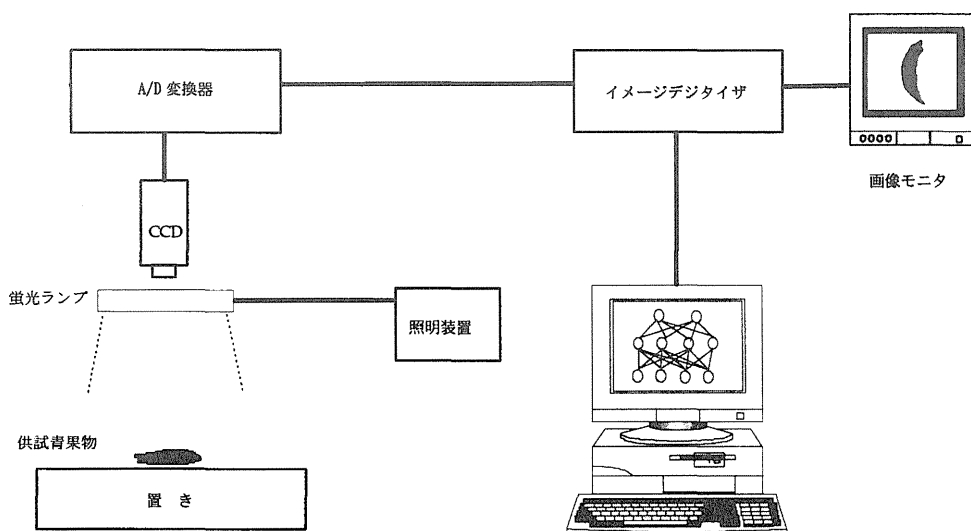 A/D 変換器
イメージデジタイザ
画像モニタ
CCD
蛍光ランプ
照明装置
供試青果物
置 き